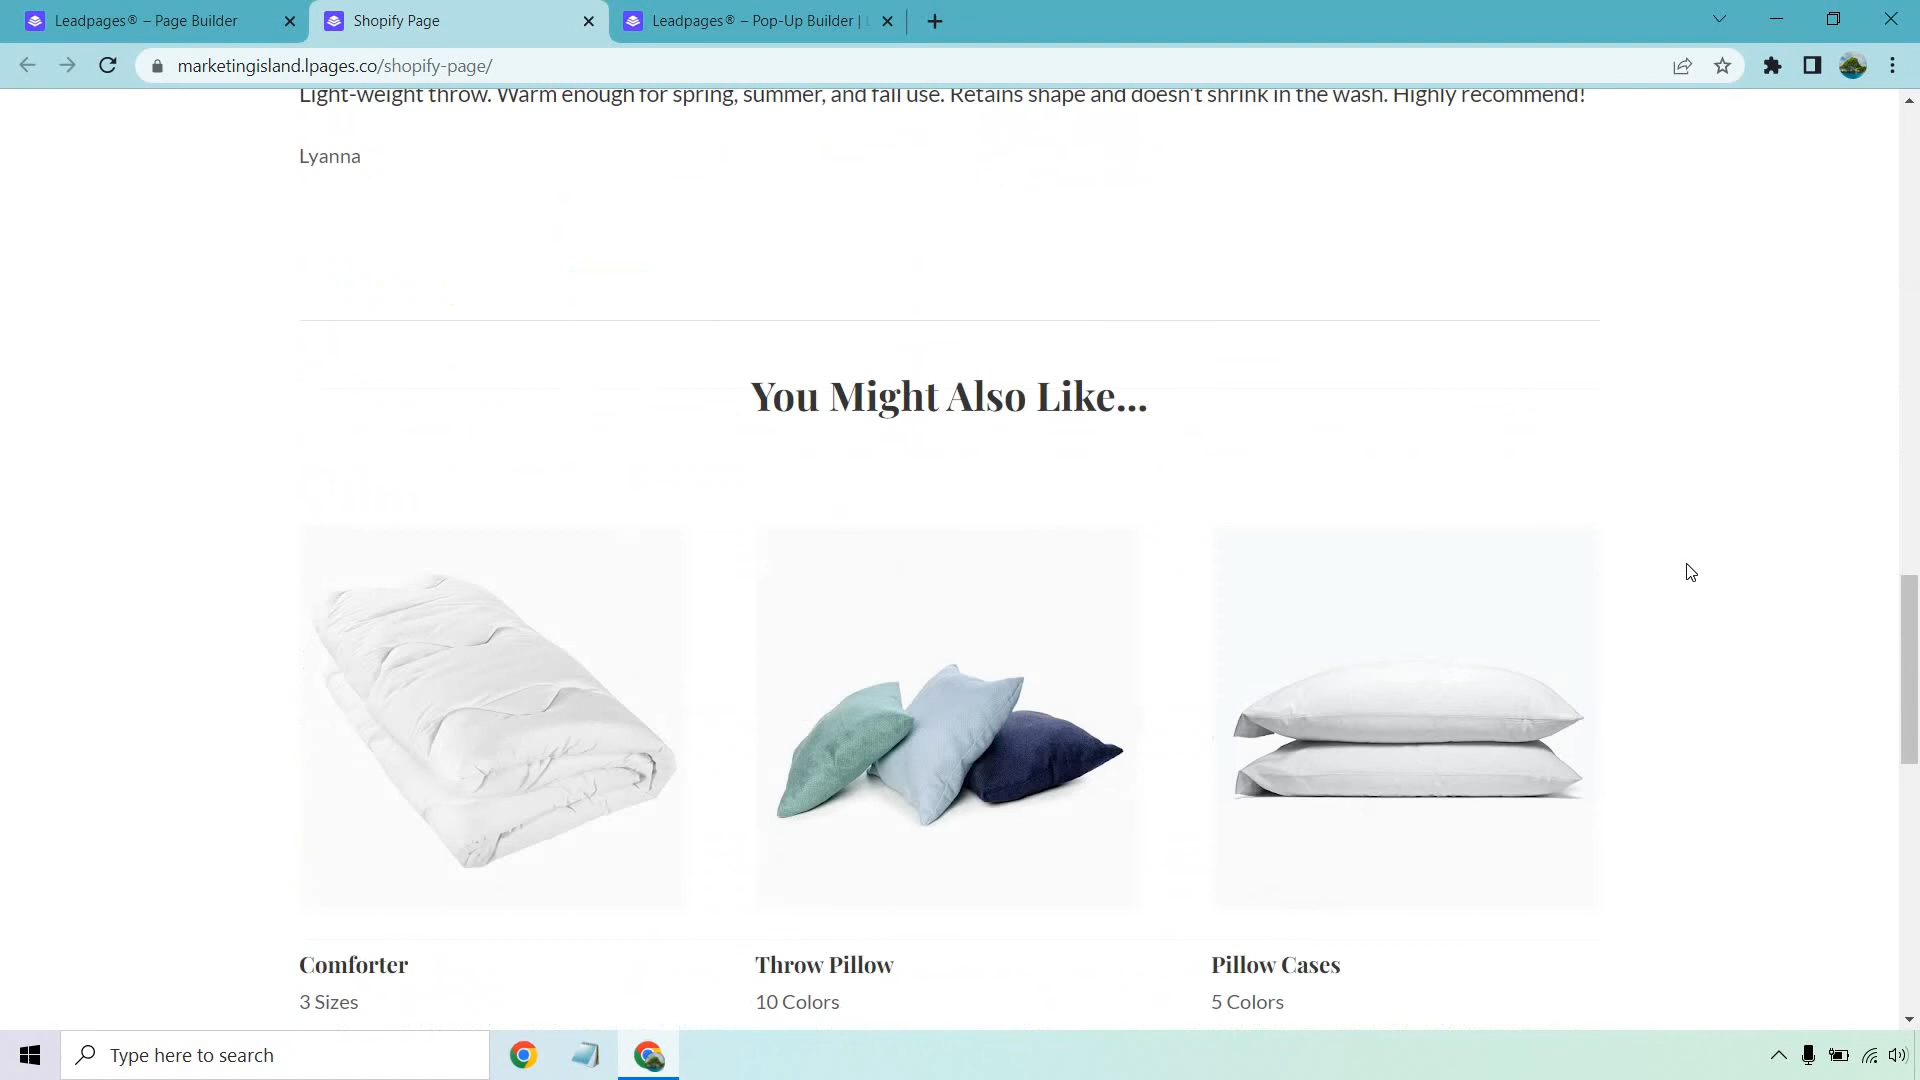 Leadpages® – Page Builder
Shopify Page
Leadpages® – Pop-Up Builder |
marketingisland.lpages.co/shopify-page/
Light-weight throw. Warm enough for spring, summer, and fall use. Retains shape and doesn't shrink in the wash. Highly recommend!
Lyanna
You Might Also Like...
Comforter
Throw Pillow
Pillow Cases
3 Sizes
10 Colors
5 Colors
Type here to search